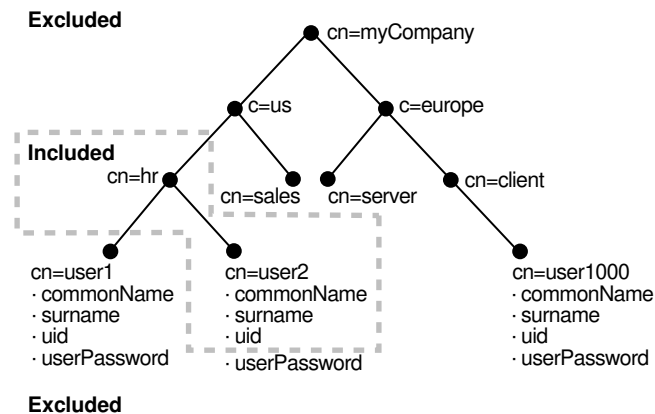 Excluded
cn=myCompany
c=us
c=europe
Included
cn=hr
cn=sales
cn=server
cn=client
cn=user1
· commonName
· surname
· uid
· userPassword
cn=user2
· commonName
· surname
· uid
· userPassword
cn=user1000
· commonName
· surname
· uid
· userPassword
Excluded